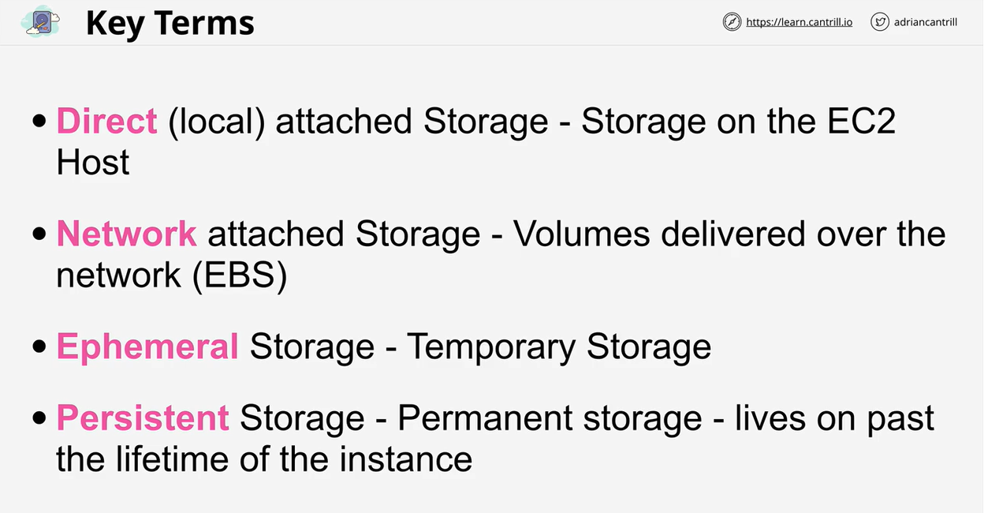 Key Terms
https://learn.cantrill.io
adriancantrill
• Direct (local) attached Storage - Storage on the EC2
Host
• Network attached Storage - Volumes delivered over the
network (EBS)
• Ephemeral Storage - Temporary Storage
• Persistent Storage - Permanent storage - lives on past
the lifetime of the instance